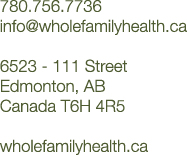 780.756.7736
info@wholefamilyhealth.ca
6523 - 111 Street
Edmonton, AB
Canada T6H 4R5
wholefamilyhealth.ca